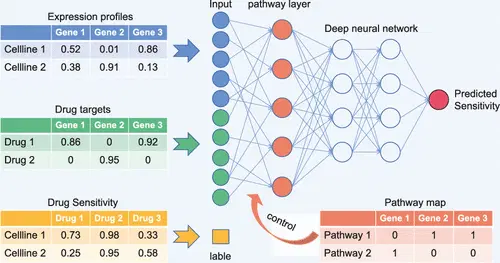 Expression profiles
Gene 1 Gene 2 Gene 3
Cellline 1 0.52 0.01 0.86
Cellline 2 0.38 0.91 0.13
Drug targets
Gene 1 Gene 2 Gene 3
Drug 1 0.86 0 0.92
Drug 2 0 0.95 0
Drug Sensitivity
Drug 1 Drug 2 Drug 3
Cellline 1 0.73 0.98 0.33
Cellline 2 0.25 0.95 0.58
Input
lable
pathway layer
Deep neural network
Predicted
Sensitivity
control
Pathway map
Gene 1 Gene 2 Gene 3
Pathway 1 0 1 1
Pathway 2 1 0 0